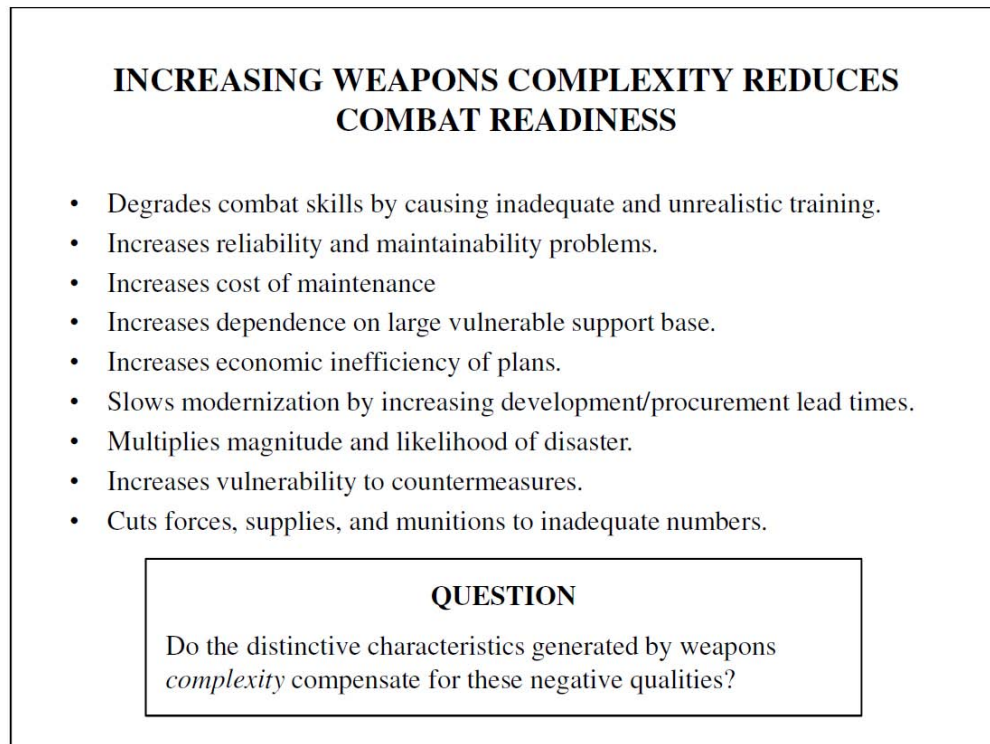 INCREASING WEAPONS COMPLEXITY REDUCES
COMBAT READINESS
• Degrades combat skills by causing inadequate and unrealistic training.
• Increases reliability and maintainability problems.
• Increases cost of maintenance
• Increases dependence on large vulnerable support base.
• Increases economic inefficiency of plans.
• Slows modernization by increasing development/procurement lead times.
• Multiplies magnitude and likelihood of disaster.
• Increases vulnerability to countermeasures.
• Cuts forces, supplies, and munitions to inadequate numbers.
QUESTION
Do the distinctive characteristics generated by weapons
complexity compensate for these negative qualities?